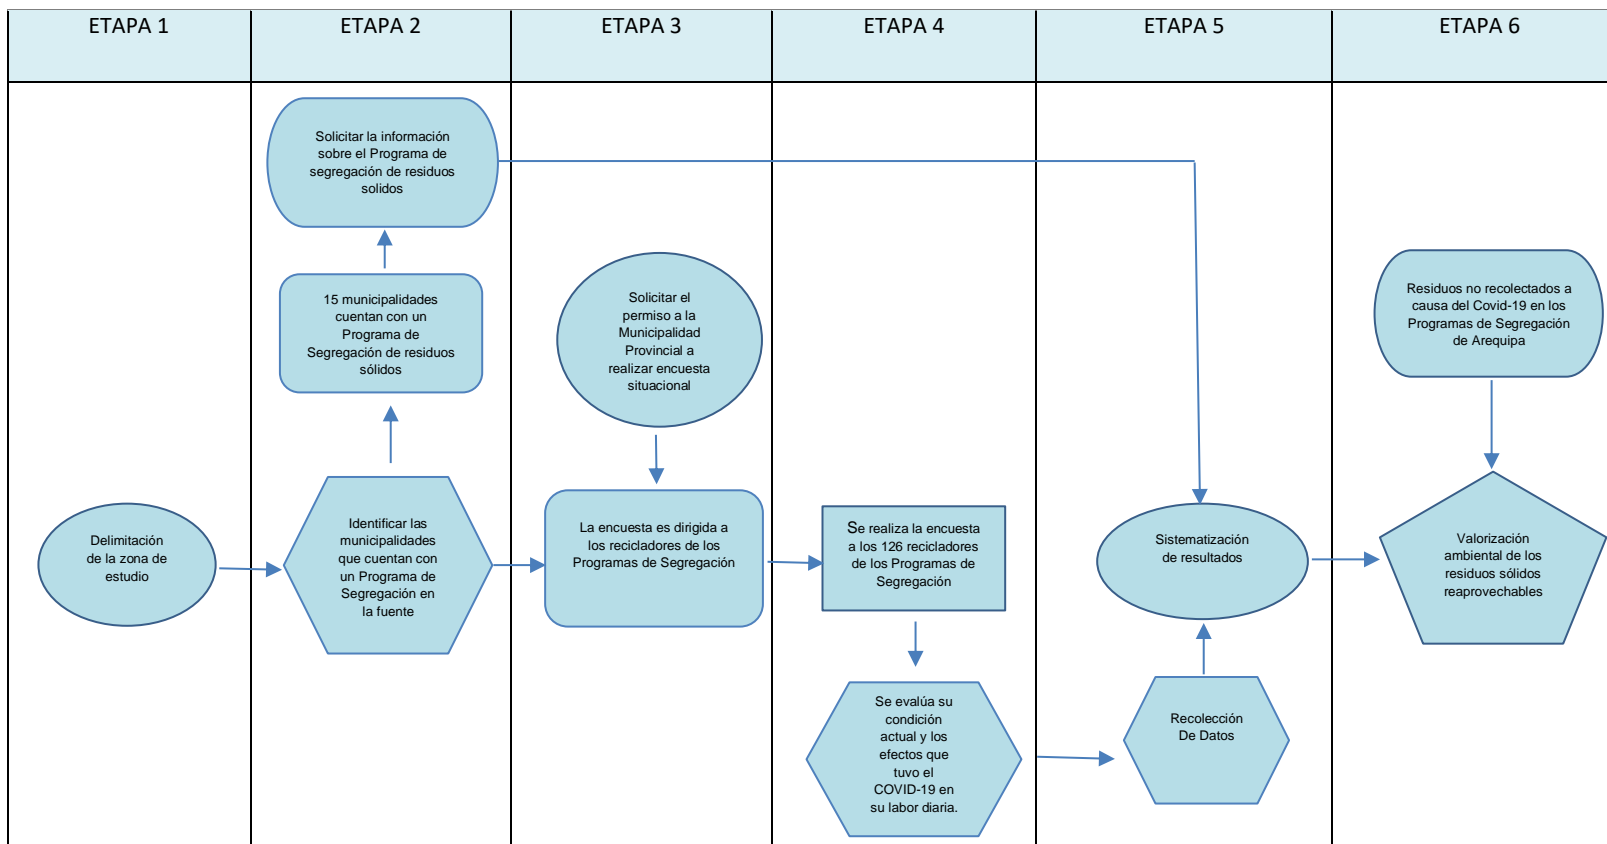 ETAPA 1
ETAPA 2
ETAPA 3
ETAPA 4
ETAPA 5
ETAPA 6
Delimitación
de la zona de
estudio
Solicitar la información
sobre el Programa de
segregación de residuos
solidos
15 municipalidades
cuentan con un
Programa de
Segregación de residuos
sólidos
Identificar las
municipalidades
que cuentan con
un Programa de
Segregación en
la fuente
Solicitar el
permiso a la
Municipalidad
Provincial a
realizar encuesta
situacional
La encuesta es dirigida a
los recicladores de los
Programas de Segregación
Se realiza la encuesta
a los 126 recicladores
de los Programas de
Segregación
Se evalúa su
condición
actual y los
efectos que
tuvo el
COVID-19 en
su labor diaria.
Sistematización
de resultados
Recolección
De Datos
Residuos no recolectados a
causa del Covid-19 en los
Programas de Segregación
de Arequipa
Valorización
ambiental de los
residuos sólidos
reaprovechables